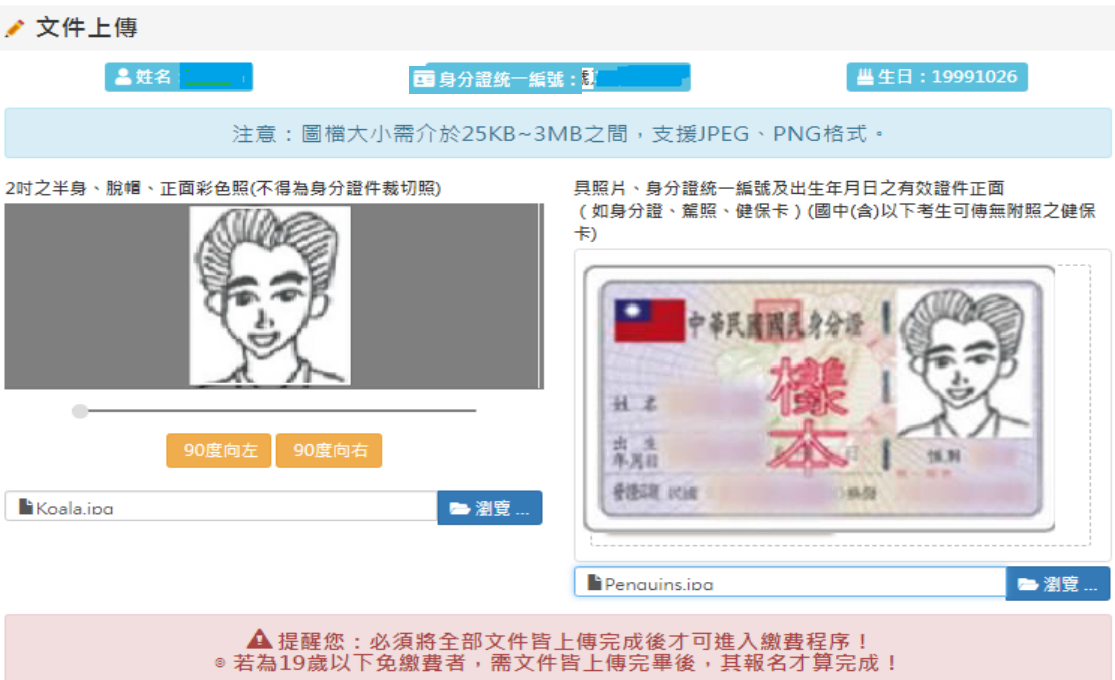 文件上傳
姓名:
身分證統一編號:
生日:19991026
注意:圖檔大小需介於25KB~3MB之間,支援JPEG、PNG格式。
2吋之半身、脫帽、正面彩色照(不得為身分證件裁切照)
90度向左
90度向右
Koala.jpg
瀏覽 ...
具照片、身分證統一編號及出生年月日之有效證件正面
(如身分證、駕照、健保卡)(國中(含)以下考生可傳無附照之健保
卡)
中華民國國民身分證
樣本
姓名
出生
年月日
日
性別
發證日期 民國
Penguins.jpg
瀏覽 ...
提醒您:必須將全部文件皆上傳完成後才可進入繳費程序!
◎ 若為19歲以下免繳費者,需文件皆上傳完畢後,其報名才算完成!